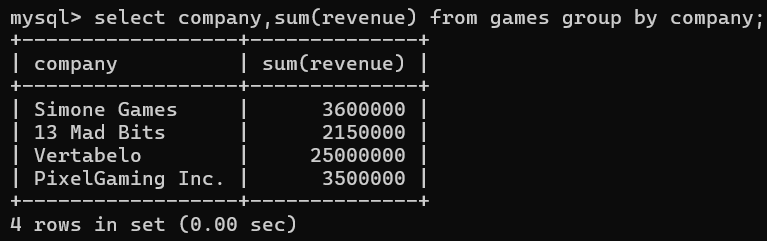 mysql> select company,sum(revenue) from games group by company;
+------------------+--------------+
| company          | sum(revenue) |
+------------------+--------------+
| Simone Games     |      3600000 |
| 13 Mad Bits      |      2150000 |
| Vertabelo        |     25000000 |
| PixelGaming Inc. |      3500000 |
+------------------+--------------+
4 rows in set (0.00 sec)